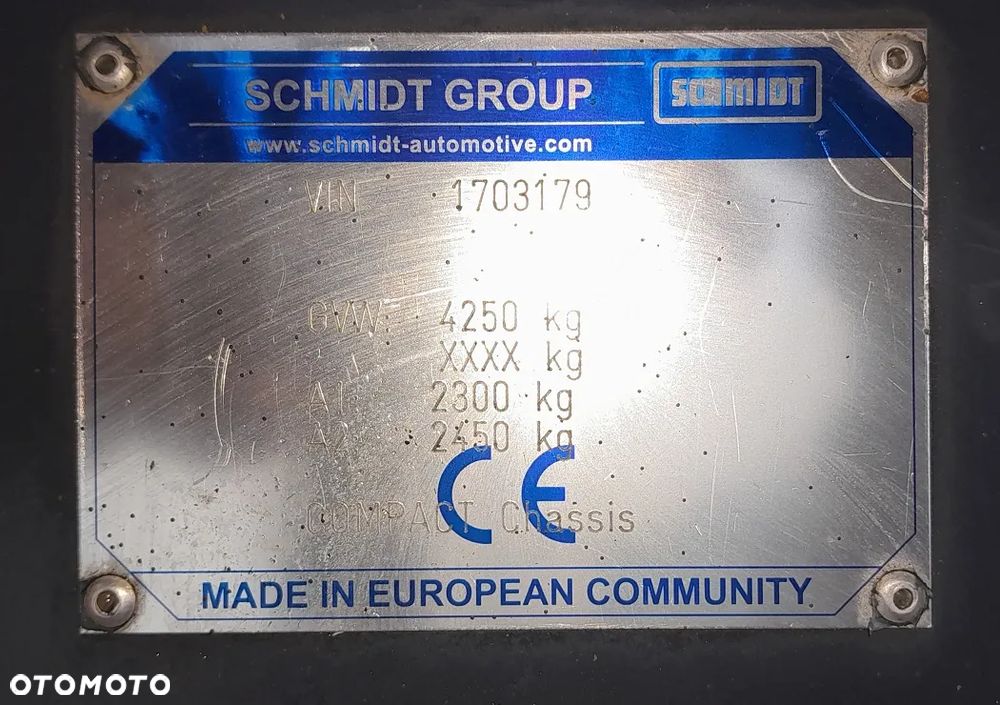 SCHMIDT GROUP SCHMIDT
www.schmidt-automotive.com
VIN 1703179
GVW: 4250 kg
XXXX kg
A1: 2300 kg
A2: 2450 kg
CE
COMPACT Chassis
MADE IN EUROPEAN COMMUNITY
OTOMOTO